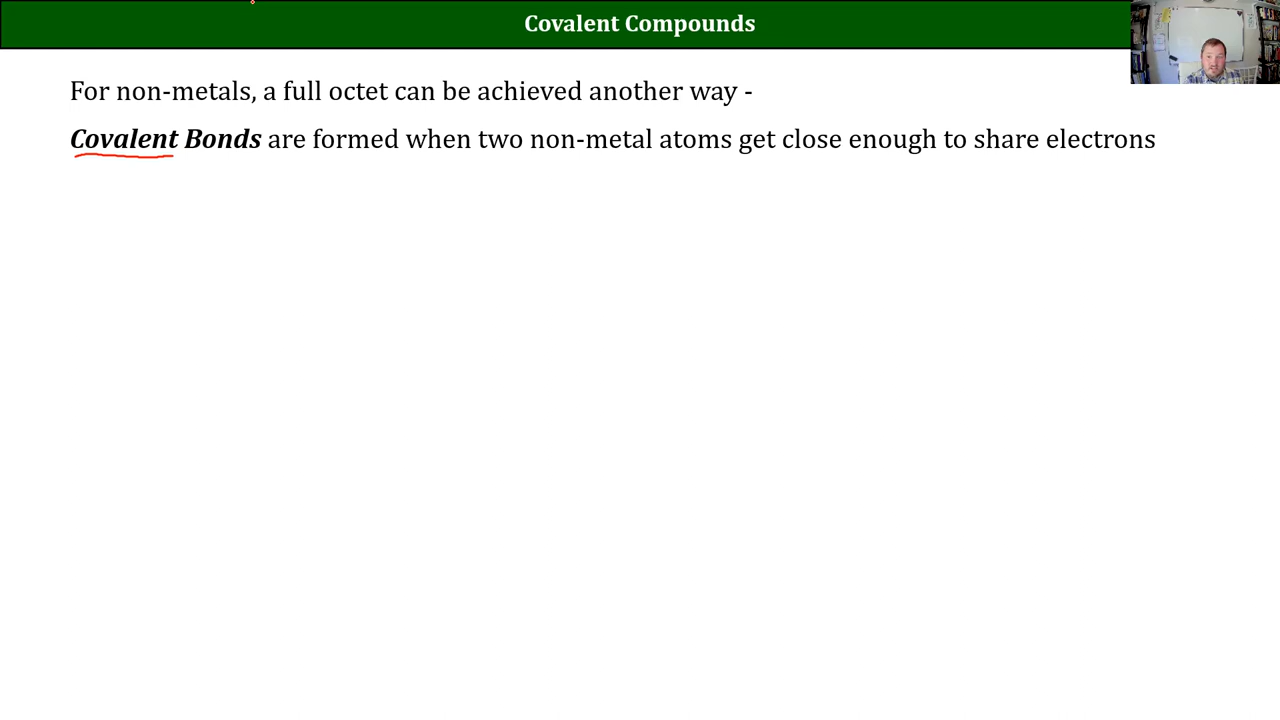 Covalent Compounds
For non-metals, a full octet can be achieved another way -
Covalent Bonds are formed when two non-metal atoms get close enough to share electrons